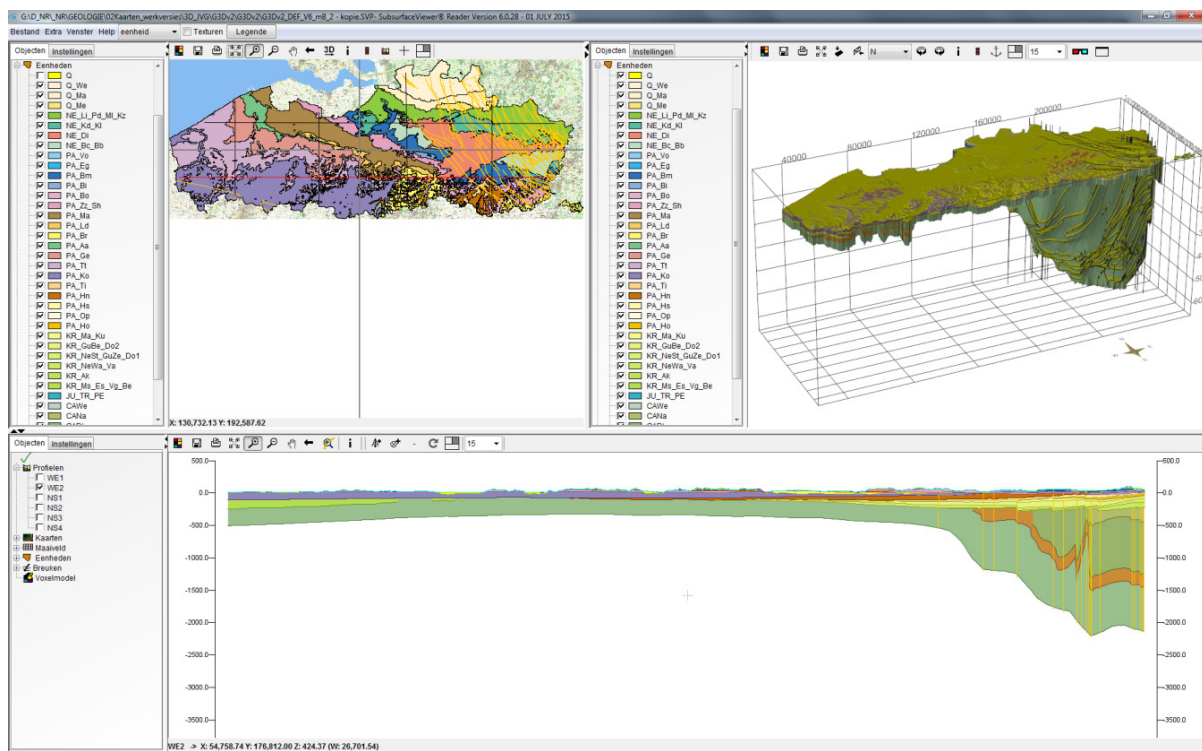 G:\D_NR\_NR\GEOLOGIE\02Kaarten_werkversies\3D_JVG\G3Dv2\G3Dv2\G3Dv2_DEF_V6_mB_2 - kopie.SVP- SubsurfaceViewer® Reader Version 6.0.28 - 01 JULY 2015
Bestand Extra Venster Help eenheid Texturen Legende
Objecten Instellingen
3D
Eenheden
Q
Q_We
Q_Ma
Q_Me
NE_Li_Pd_Ml_Kz
NE_Kd_Kl
NE_Di
NE_Bc_Bb
PA_Vo
PA_Eg
PA_Bm
PA_Bi
PA_Bo
PA_Zz_Sh
PA_Ma
PA_Ld
PA_Br
PA_Aa
PA_Ge
PA_Tt
PA_Ko
PA_Ti
PA_Hn
PA_Hs
PA_Op
PA_Ho
KR_Ma_Ku
KR_GuBe_Do2
KR_NeSt_GuZe_Do1
KR_NeWa_Va
KR_Ak
KR_Ms_Es_Vg_Be
JU_TR_PE
CAWe
CANa
X: 130,732.13 Y: 192,587.62
Objecten Instellingen
N 15
Eenheden
Q
Q_We
Q_Ma
Q_Me
NE_Li_Pd_Ml_Kz
NE_Kd_Kl
NE_Di
NE_Bc_Bb
PA_Vo
PA_Eg
PA_Bm
PA_Bi
PA_Bo
PA_Zz_Sh
PA_Ma
PA_Ld
PA_Br
PA_Aa
PA_Ge
PA_Tt
PA_Ko
PA_Ti
PA_Hn
PA_Hs
PA_Op
PA_Ho
KR_Ma_Ku
KR_GuBe_Do2
KR_NeSt_GuZe_Do1
KR_NeWa_Va
KR_Ak
KR_Ms_Es_Vg_Be
JU_TR_PE
CAWe
CANa
40000
80000
120000
160000
200000
Objecten Instellingen
15
Profielen
WE1
WE2
NS1
NS2
NS3
NS4
Kaarten
Maaiveld
Eenheden
Breuken
Voxelmodel
500.0
0.0
-500.0
-1000.0
-1500.0
-2000.0
-2500.0
-3000.0
-3500.0
500.0
0.0
-500.0
-1000.0
-1500.0
-2000.0
-2500.0
-3000.0
-3500.0
WE2 -> X: 54,758.74 Y: 176,812.00 Z: 424.37 (W: 26,701.54)